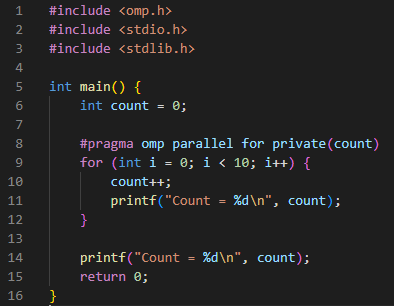 1 #include <omp.h>
2 #include <stdio.h>
3 #include <stdlib.h>
4
5 int main() {
6     int count = 0;
7
8     #pragma omp parallel for private(count)
9     for (int i = 0; i < 10; i++) {
10         count++;
11         printf("Count = %d\n", count);
12     }
13
14     printf("Count = %d\n", count);
15     return 0;
16 }